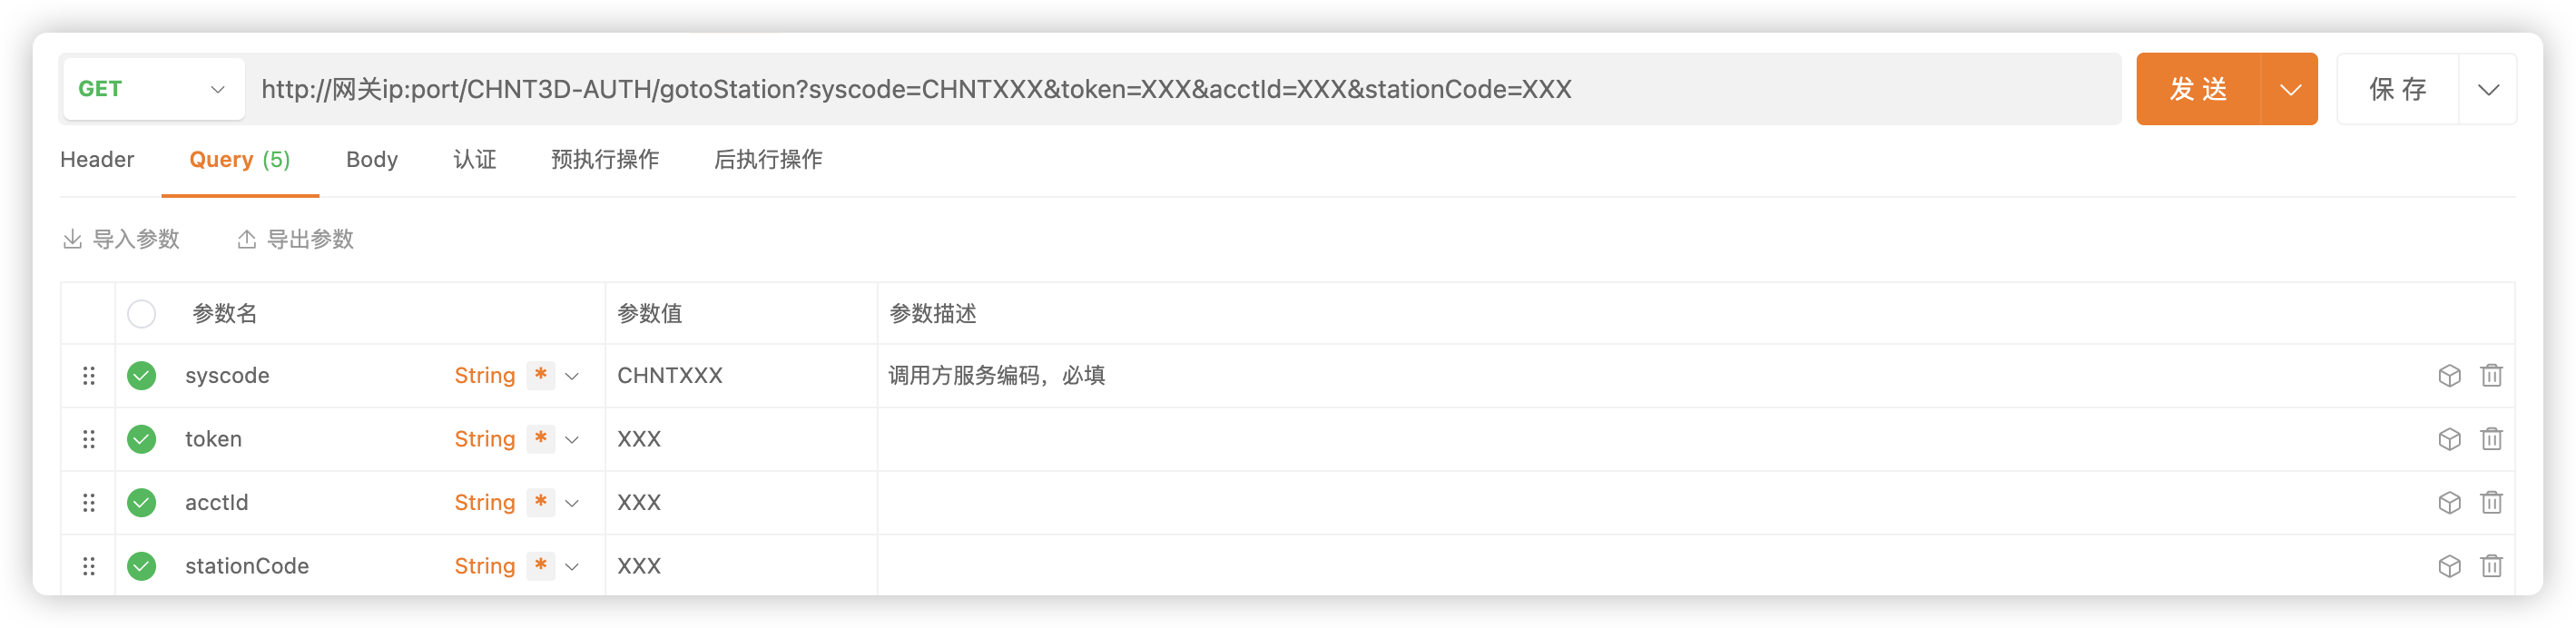 GET http://网关ip:port/CHNT3D-AUTH/gotoStation?syscode=CHNTXXX&token=XXX&acctId=XXX&stationCode=XXX 发 送 保 存
Header Query (5) Body 认证 预执行操作 后执行操作
导入参数 导出参数
参数名 参数值 参数描述
syscode String * CHNTXXX 调用方服务编码，必填
token String * XXX
acctId String * XXX
stationCode String * XXX